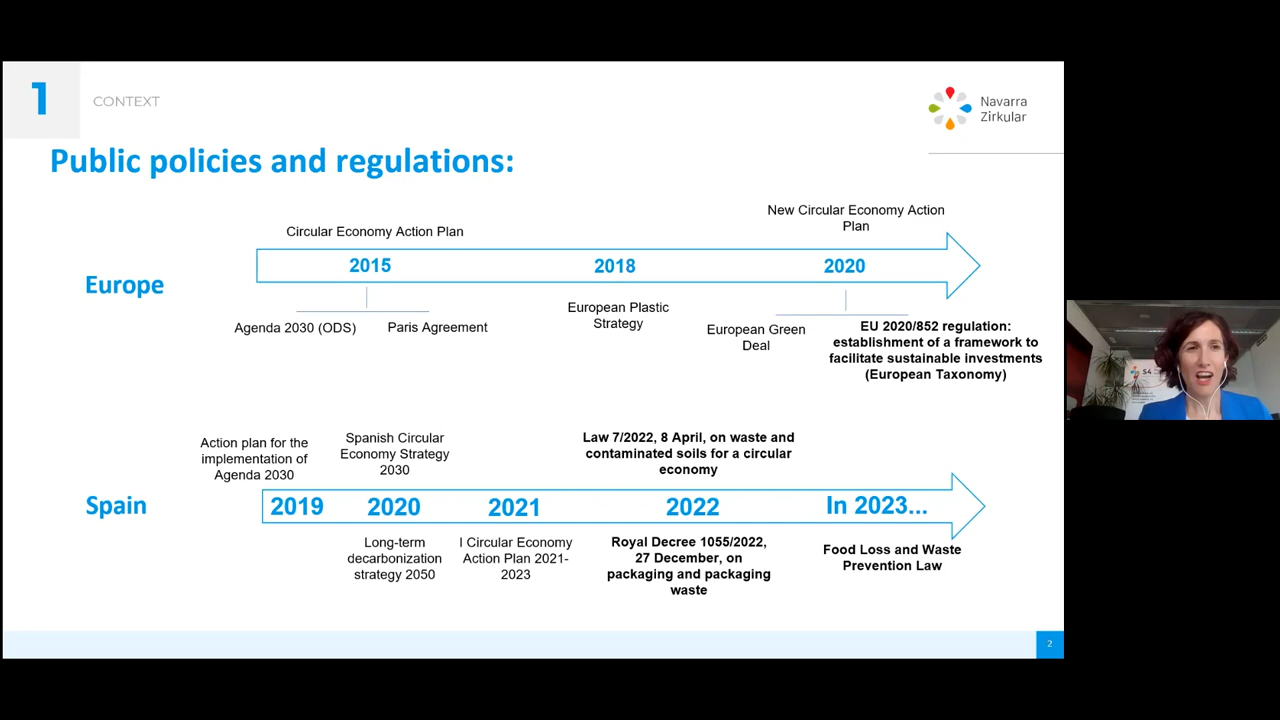 1
CONTEXT
Navarra
Zirkular
Public policies and regulations:
Europe
Circular Economy Action Plan
New Circular Economy Action
Plan
2015
2018
2020
Agenda 2030 (ODS)
Paris Agreement
European Plastic
Strategy
European Green
Deal
EU 2020/852 regulation:
establishment of a framework to
facilitate sustainable investments
(European Taxonomy)
Spain
Action plan for the
implementation of
Agenda 2030
Spanish Circular
Economy Strategy
2030
Law 7/2022, 8 April, on waste and
contaminated soils for a circular
economy
2019
2020
2021
2022
In 2023...
Long-term
decarbonization
strategy 2050
I Circular Economy
Action Plan 2021-
2023
Royal Decree 1055/2022,
27 December, on
packaging and packaging
waste
Food Loss and Waste
Prevention Law
2
S4